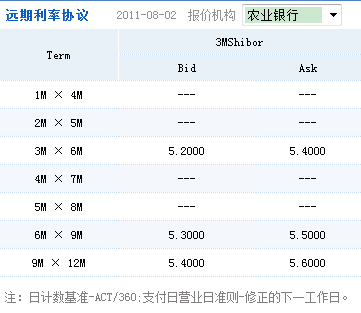 远期利率协议 2011-08-02 报价机构 农业银行
3MShibor
Term
Bid Ask
1M × 4M --- ---
2M × 5M --- ---
3M × 6M 5.2000 5.4000
4M × 7M --- ---
5M × 8M --- ---
6M × 9M 5.3000 5.5000
9M × 12M 5.4000 5.6000
注：日计数基准-ACT/360;支付日营业日准则-修正的下一工作日。